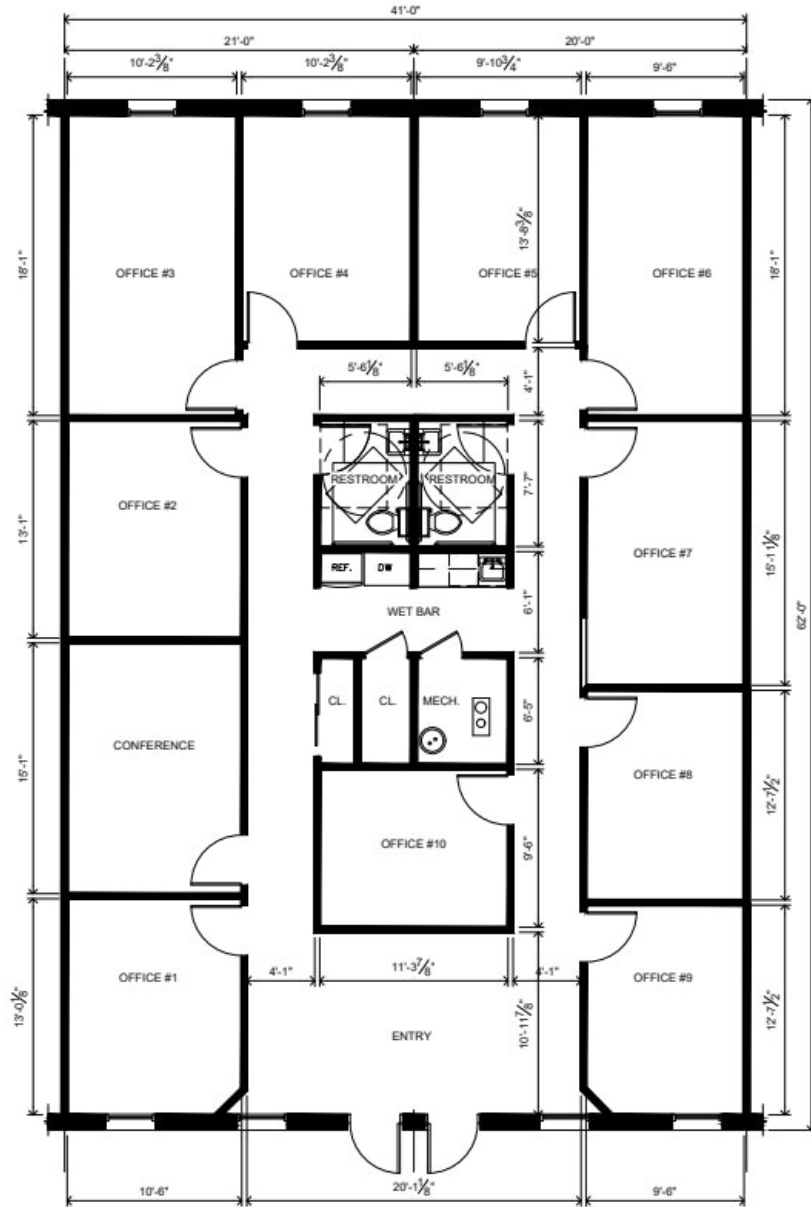 41'-0"
21'-0"
20'-0"
10'-2⅜"
10'-2⅜"
9'-10¾"
9'-6"
18'-1"
13'-8⅜"
18'-1"
OFFICE #3
OFFICE #4
OFFICE #5
OFFICE #6
4'-1"
5'-6⅛"
5'-6⅛"
13'-1"
OFFICE #2
RESTROOM
RESTROOM
7'-7"
OFFICE #7
15'-11⅛"
62'-0"
REF.
DW
WET BAR
6'-1"
15'-1"
CONFERENCE
CL.
CL.
MECH.
6'-5"
OFFICE #8
12'-7½"
OFFICE #10
9'-6"
13'-0⅛"
OFFICE #1
4'-1"
11'-3⅞"
4'-1"
10'-11⅞"
OFFICE #9
12'-7½"
ENTRY
10'-6"
20'-1⅛"
9'-6"